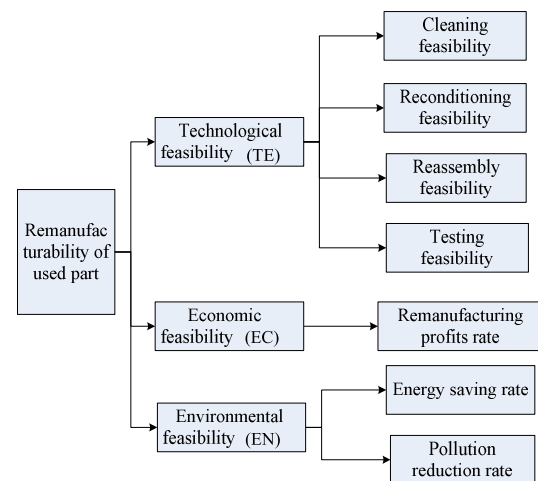 Cleaning
feasibility
Reconditioning
feasibility
Technological
feasibility (TE)
Reassembly
feasibility
Remanufac
turability of
used part
Testing
feasibility
Economic
feasibility (EC)
Remanufacturing
profits rate
Energy saving rate
Environmental
feasibility (EN)
Pollution
reduction rate